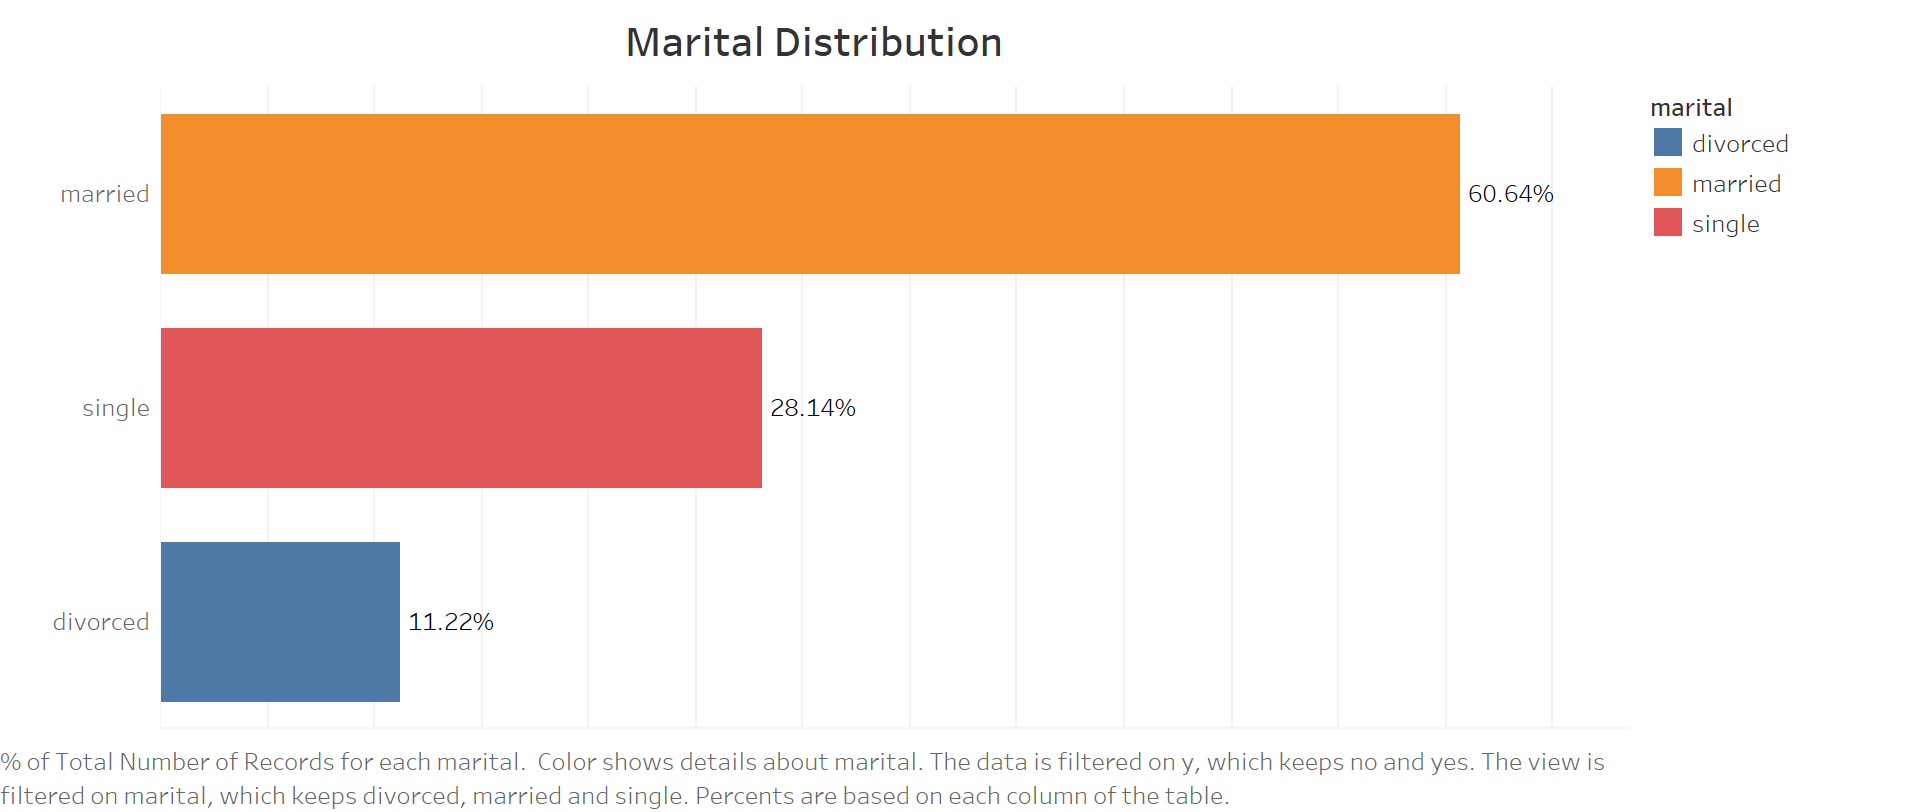 Marital Distribution
married
60.64%
single
28.14%
divorced
11.22%
marital
divorced
married
single
% of Total Number of Records for each marital.  Color shows details about marital. The data is filtered on y, which keeps no and yes. The view is
filtered on marital, which keeps divorced, married and single. Percents are based on each column of the table.